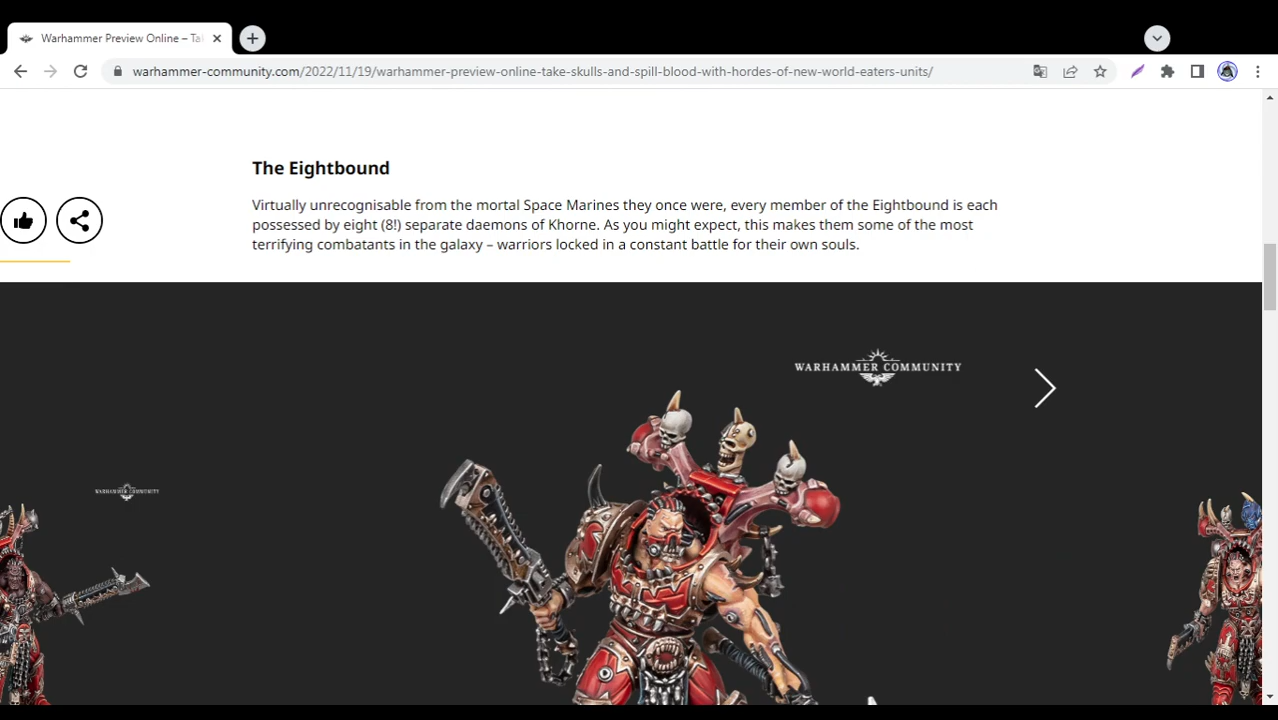 Warhammer Preview Online – Ta
warhammer-community.com/2022/11/19/warhammer-preview-online-take-skulls-and-spill-blood-with-hordes-of-new-world-eaters-units/
The Eightbound
Virtually unrecognisable from the mortal Space Marines they once were, every member of the Eightbound is each
possessed by eight (8!) separate daemons of Khorne. As you might expect, this makes them some of the most
terrifying combatants in the galaxy – warriors locked in a constant battle for their own souls.
WARHAMMER COMMUNITY
WARHAMMER COMMUNITY